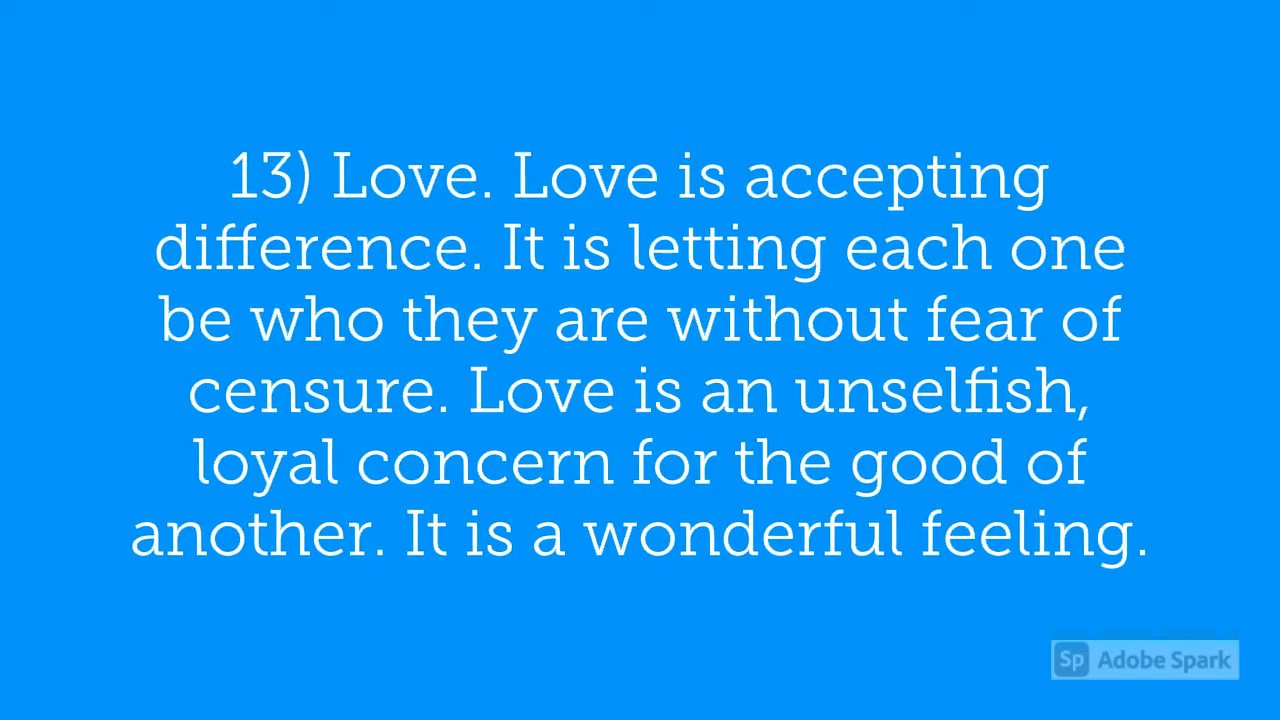 13) Love. Love is accepting
difference. It is letting each one
be who they are without fear of
censure. Love is an unselfish,
loyal concern for the good of
another. It is a wonderful feeling.
Sp Adobe Spark